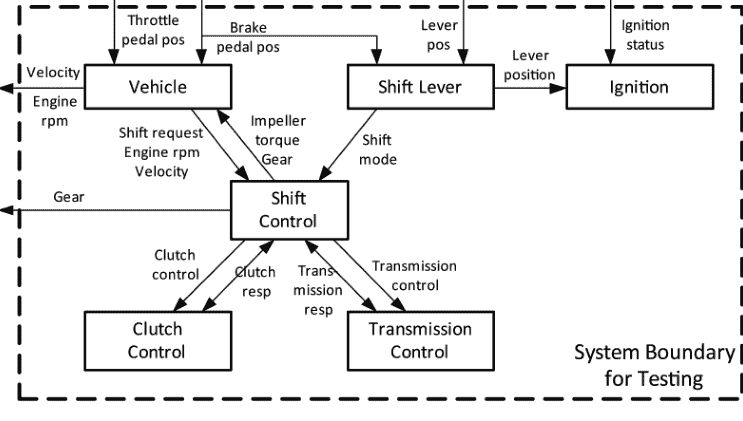 Throttle
pedal pos
Brake
pedal pos
Lever
pos
Ignition
status
Velocity
Engine
rpm
Vehicle
Shift Lever
Lever
position
Ignition
Shift request
Engine rpm
Velocity
Impeller
torque
Gear
Shift
mode
Gear
Shift
Control
Clutch
control
Clutch
resp
Trans-
mission
resp
Transmission
control
Clutch
Control
Transmission
Control
System Boundary
for Testing